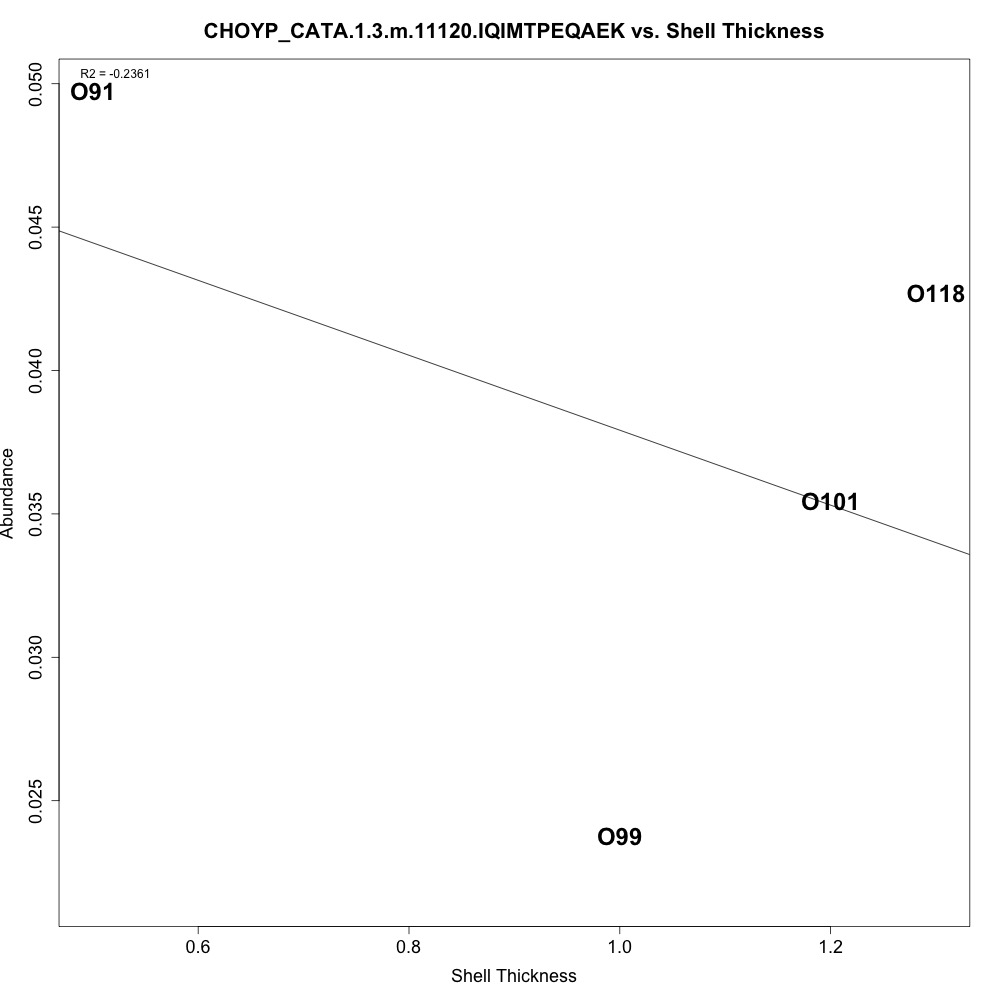 CHOYP_CATA.1.3.m.11120.IQIMTPEQAEK vs. Shell Thickness
R2 = -0.2361
O91
O118
O101
O99
Abundance
0.050
0.045
0.040
0.035
0.030
0.025
0.6
0.8
1.0
1.2
Shell Thickness